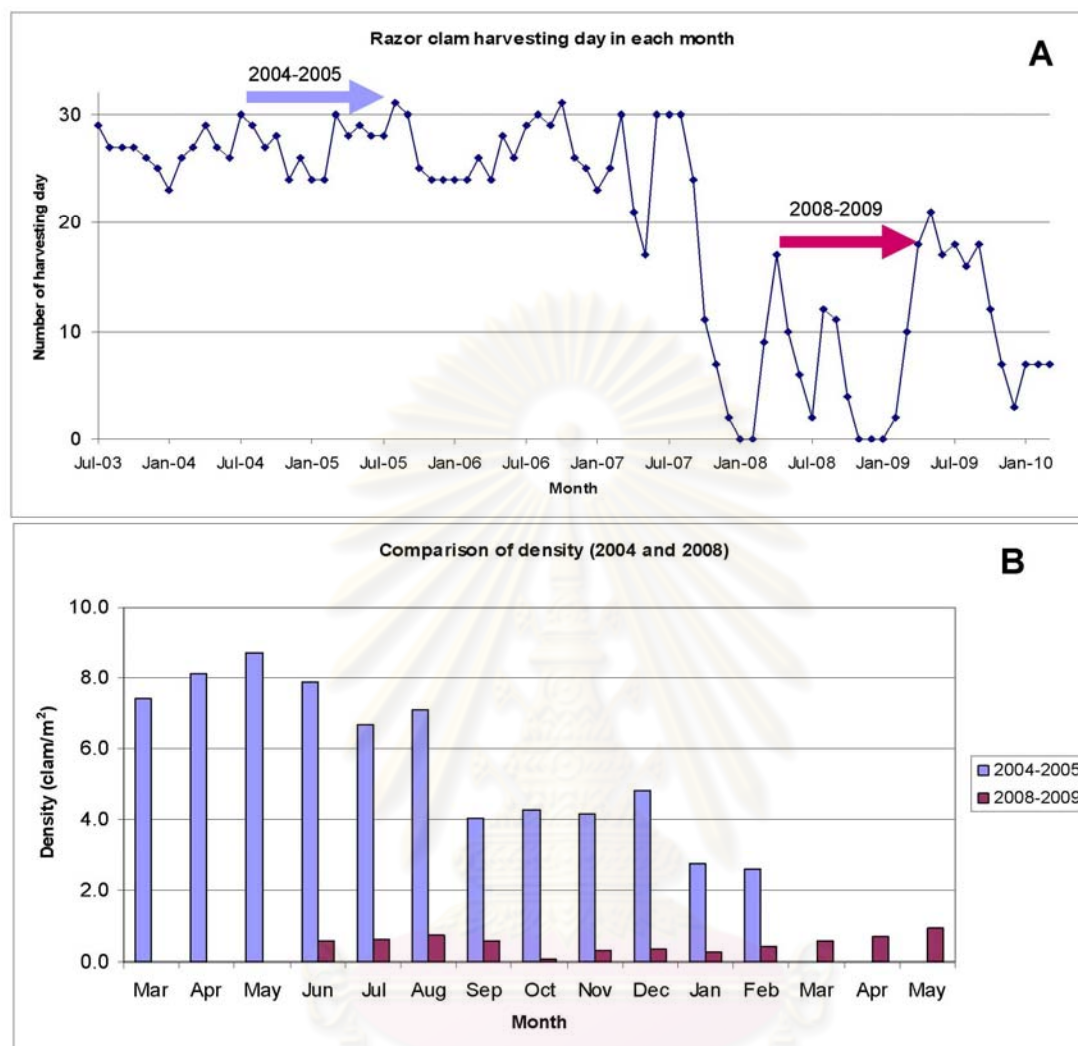 Razor clam harvesting day in each month
A
2004-2005
2008-2009
30
20
10
0
Number of harvesting day
Jul-03 Jan-04 Jul-04 Jan-05 Jul-05 Jan-06 Jul-06 Jan-07 Jul-07 Jan-08 Jul-08 Jan-09 Jul-09 Jan-10
Month
Comparison of density (2004 and 2008)
B
10.0
8.0
6.0
4.0
2.0
0.0
Density (clam/m²)
Mar Apr May Jun Jul Aug Sep Oct Nov Dec Jan Feb Mar Apr May
Month
2004-2005
2008-2009